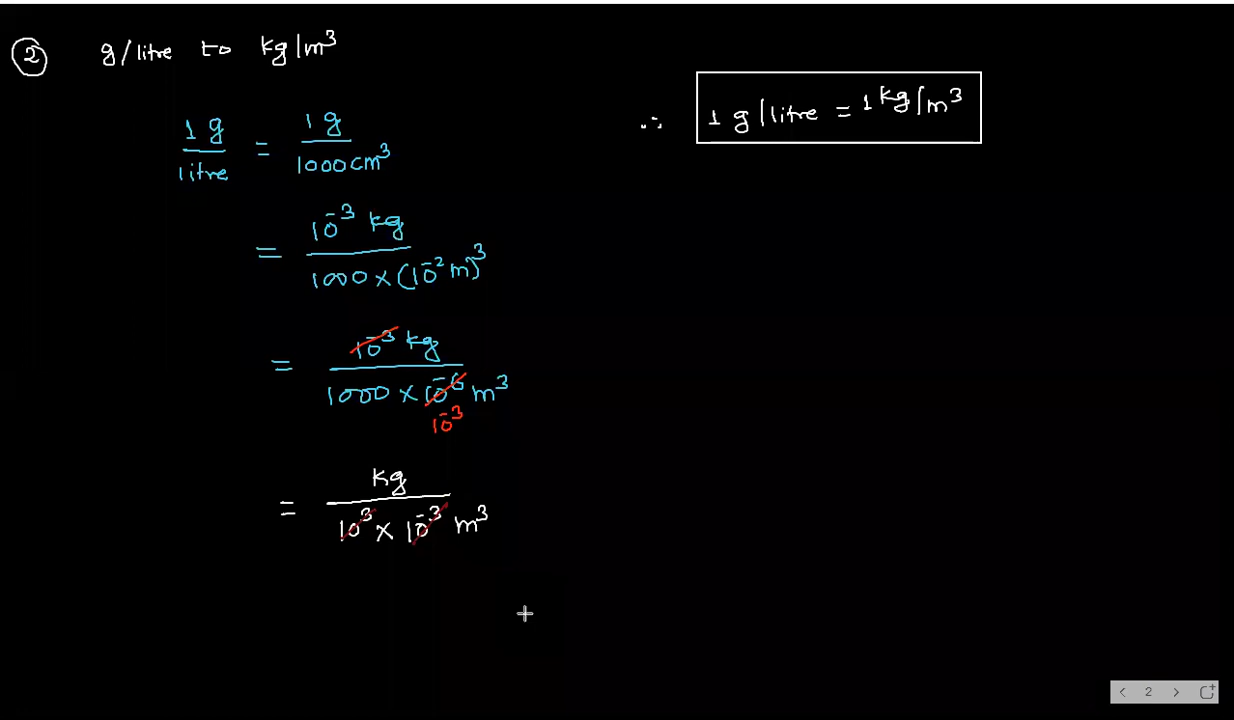 ② g/litre to kg/m³
1 g / litre = 1 g / 1000 cm³
= 10⁻³ kg / 1000 × (10⁻² m)³
= 10⁻³ kg / 1000 × 10⁻⁶ m³
10⁻³
= kg / 10³ × 10⁻³ m³
∴ 1 g/litre = 1 kg/m³
2